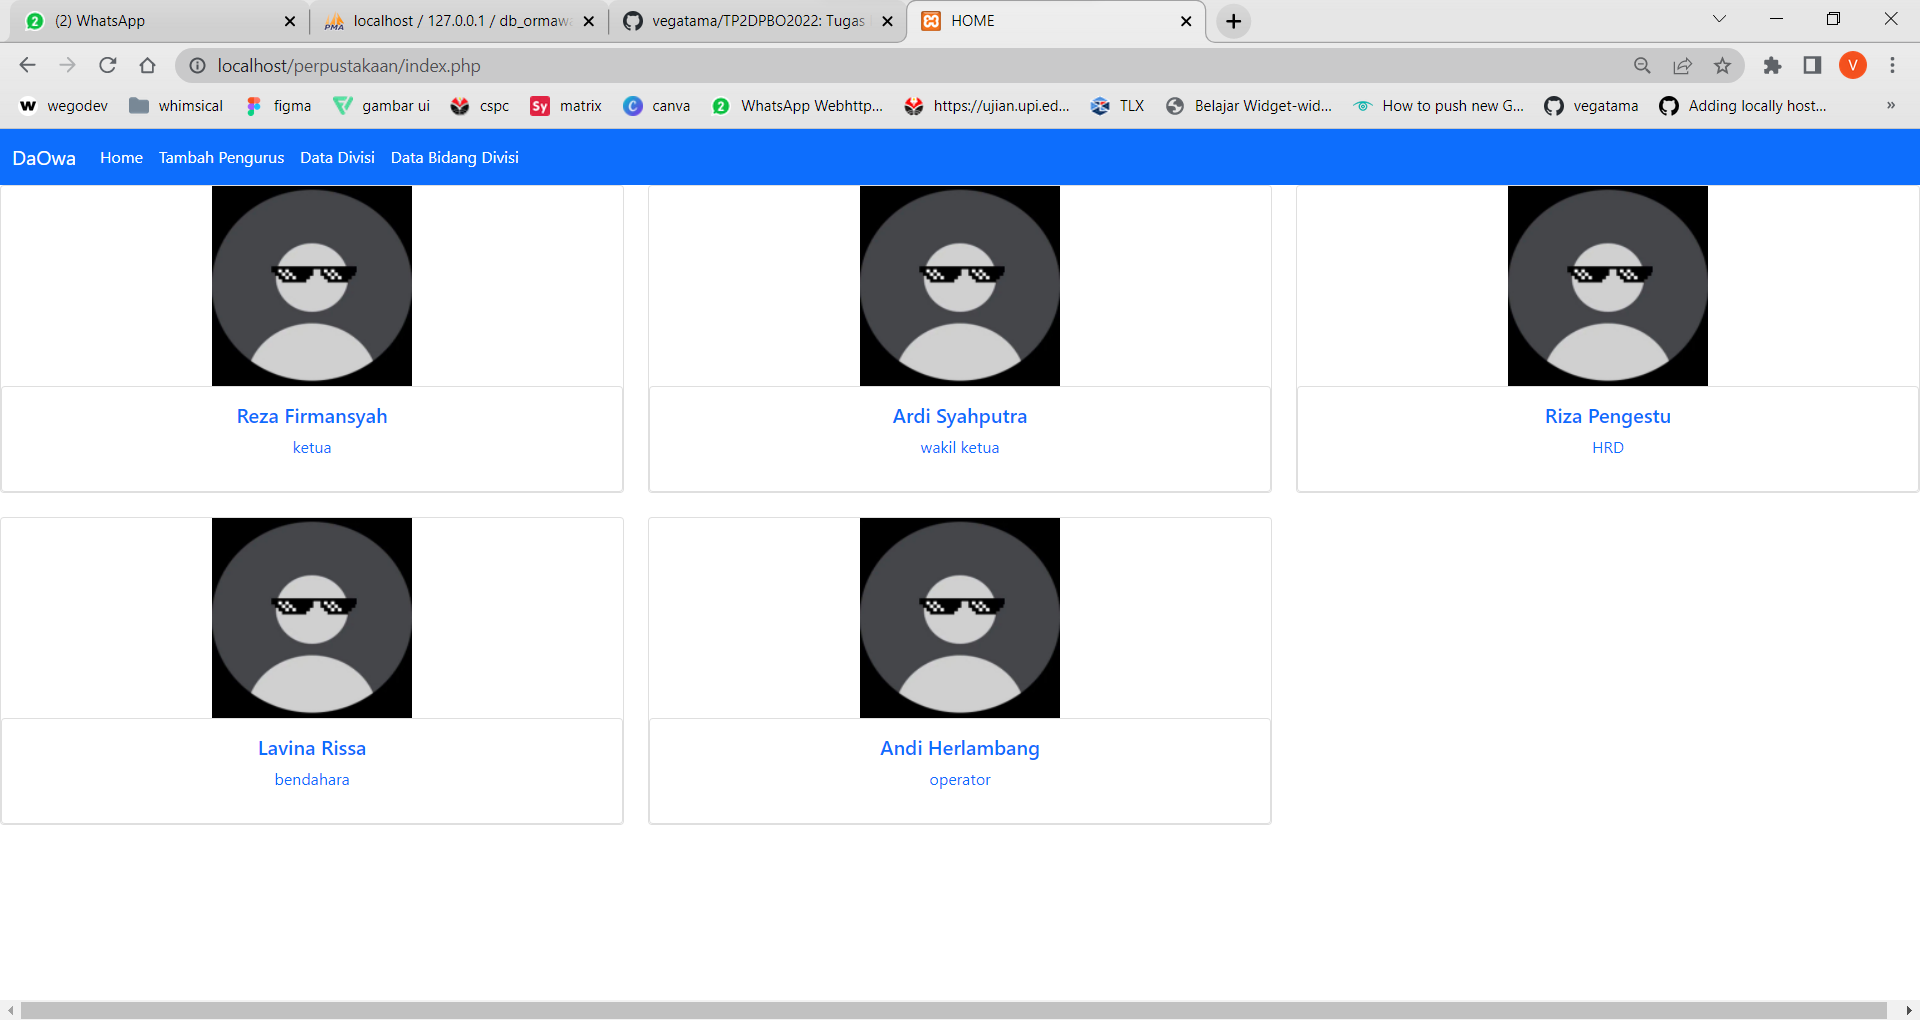 (2) WhatsApp
localhost / 127.0.0.1 / db_ormawa
vegatama/TP2DPBO2022: Tugas
HOME
localhost/perpustakaan/index.php
V
wegodev whimsical figma gambar ui cspc matrix canva WhatsApp Webhttp... https://ujian.upi.ed... TLX Belajar Widget-wid... How to push new G... vegatama Adding locally host... »
DaOwa Home Tambah Pengurus Data Divisi Data Bidang Divisi
Reza Firmansyah
ketua
Ardi Syahputra
wakil ketua
Riza Pengestu
HRD
Lavina Rissa
bendahara
Andi Herlambang
operator